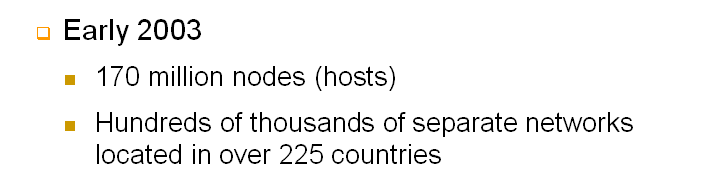 Early 2003
170 million nodes (hosts)
Hundreds of thousands of separate networks
located in over 225 countries